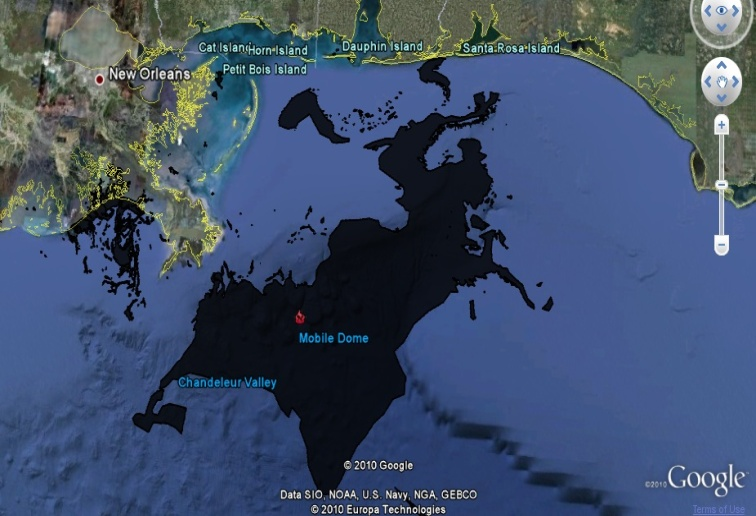 Cat Island
Horn Island
Dauphin Island
Santa Rosa Island
Petit Bois Island
New Orleans
Mobile Dome
Chandeleur Valley
© 2010 Google
Data SIO, NOAA, U.S. Navy, NGA, GEBCO
© 2010 Europa Technologies
©2010 Google
Terms of Use